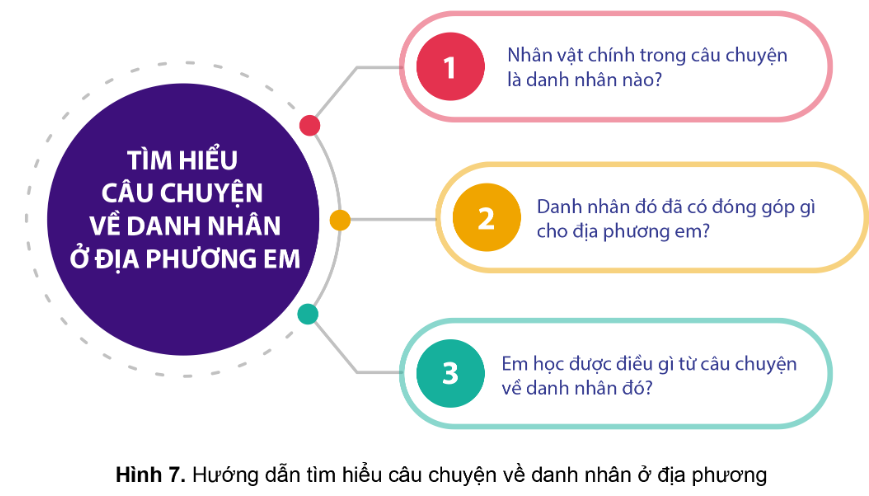 TÌM HIỂU
CÂU CHUYỆN
VỀ DANH NHÂN
Ở ĐỊA PHƯƠNG EM
1
Nhân vật chính trong câu chuyện
là danh nhân nào?
2
Danh nhân đó đã có đóng góp gì
cho địa phương em?
3
Em học được điều gì từ câu chuyện
về danh nhân đó?
Hình 7. Hướng dẫn tìm hiểu câu chuyện về danh nhân ở địa phương